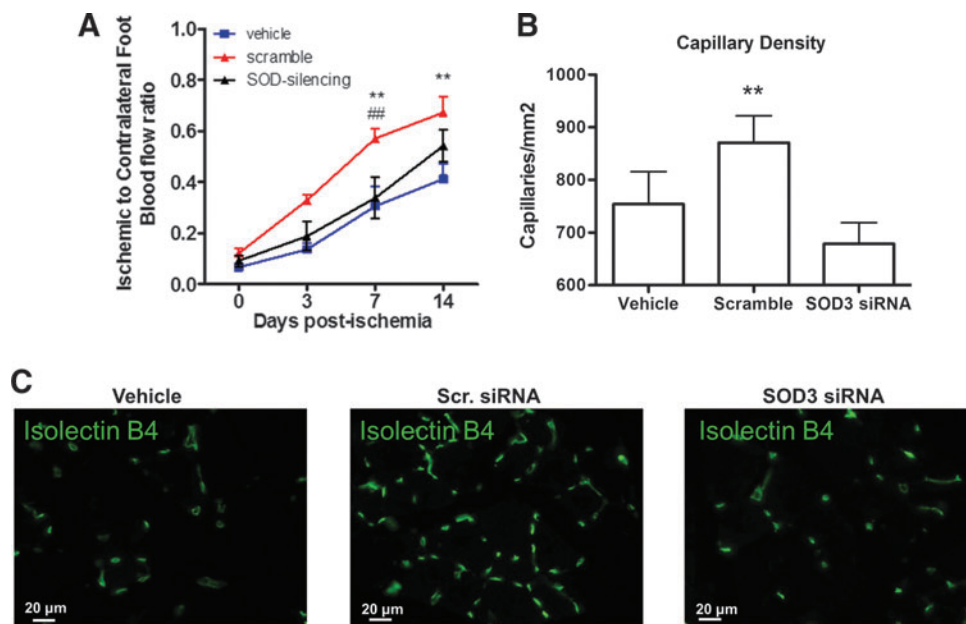 A
Ischemic to Contralateral Foot
Blood flow ratio
1.0
0.8
0.6
0.4
0.2
0.0
vehicle
scramble
SOD-silencing
**
##
**
0 3 7 14
Days post-ischemia
B
Capillary Density
Capillaries/mm2
1000
900
800
700
600
**
Vehicle Scramble SOD3 siRNA
C
Vehicle
Isolectin B4
20 µm
Scr. siRNA
Isolectin B4
20 µm
SOD3 siRNA
Isolectin B4
20 µm